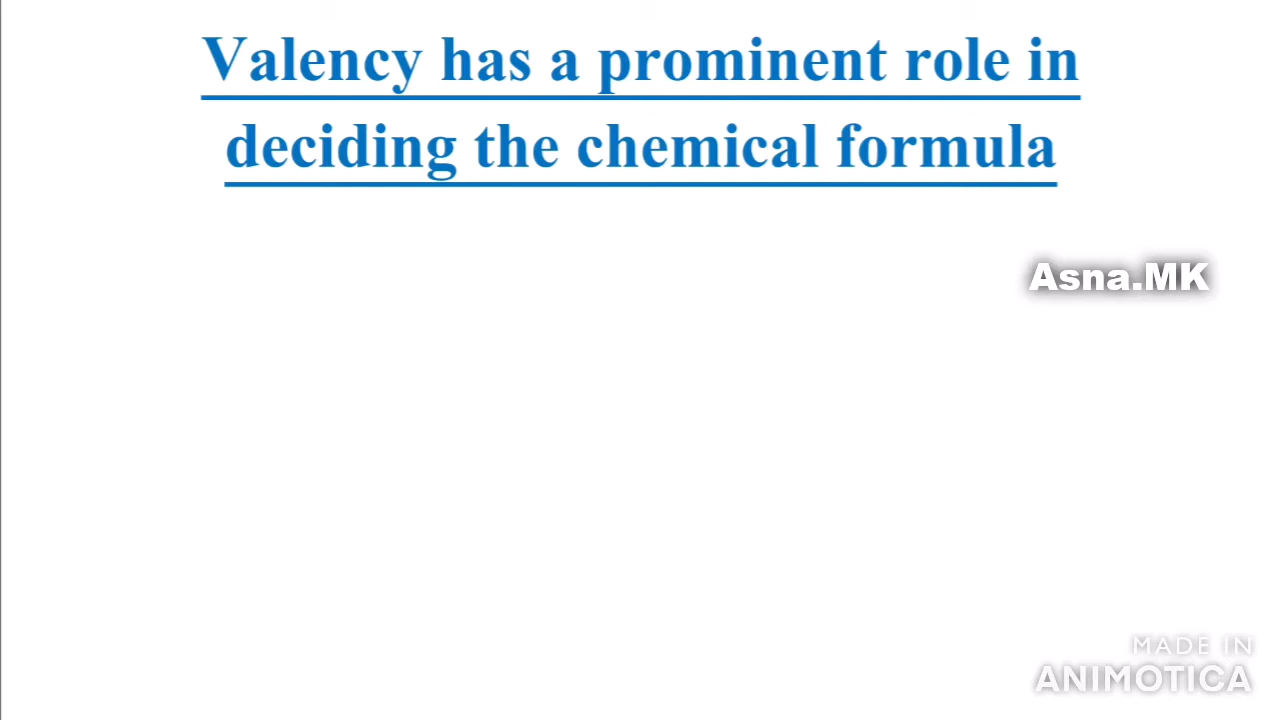 Valency has a prominent role in
deciding the chemical formula
Asna.MK
MADE IN
ANIMOTICA